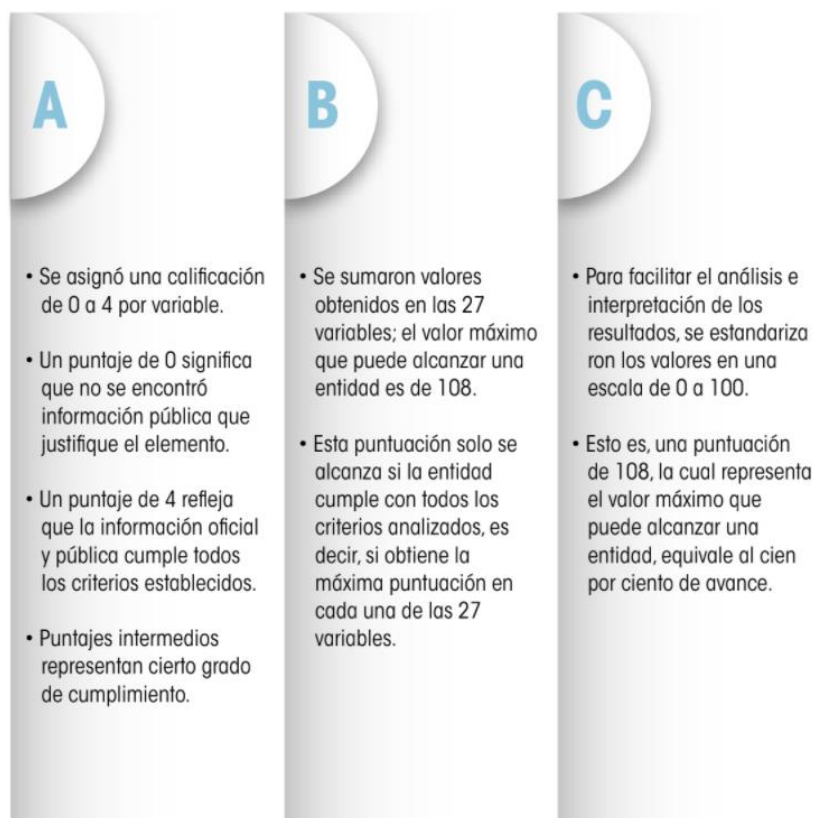 A
• Se asignó una calificación
de 0 a 4 por variable.
• Un puntaje de 0 significa
que no se encontró
información pública que
justifique el elemento.
• Un puntaje de 4 refleja
que la información oficial
y pública cumple todos
los criterios establecidos.
• Puntajes intermedios
representan cierto grado
de cumplimiento.
B
• Se sumaron valores
obtenidos en las 27
variables; el valor máximo
que puede alcanzar una
entidad es de 108.
• Esta puntuación solo se
alcanza si la entidad
cumple con todos los
criterios analizados, es
decir, si obtiene la
móxima puntuación en
cada una de las 27
variables.
C
• Para facilitar el análisis e
interpretación de los
resultados, se estandariza
ron los valores en una
escala de 0 a 100.
• Esto es, una puntuación
de 108, la cual representa
el valor máximo que
puede alcanzar una
entidad, equivale al cien
por ciento de avance.